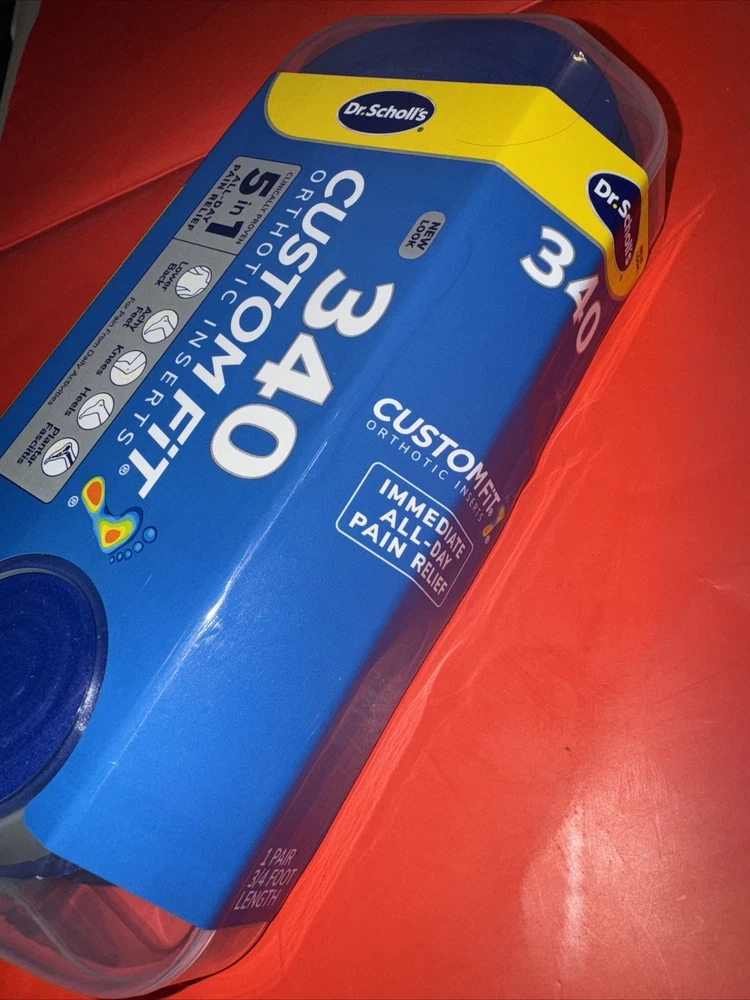 Dr.Scholl's®
NEW
LOOK
340
CUSTOM FiT®
ORTHOTIC INSERTS
CLINICALLY PROVEN
5 in 1
ALL-DAY
PAIN RELIEF
Lower
Back
Achy
Feet
Knees
Heels
Plantar
Fasciitis
For Pain From Daily Activities
®
Dr.Scholl's
340
CUSTOM FiT®
ORTHOTIC INSERTS
IMMEDIATE
ALL-DAY
PAIN RELIEF
1 PAIR
3/4 FOOT
LENGTH